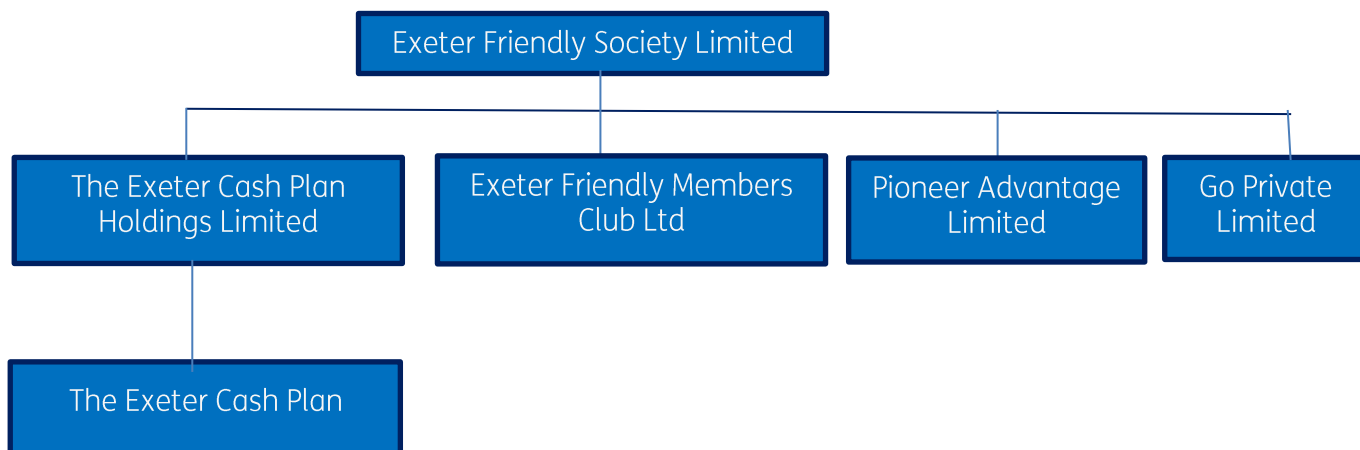 Exeter Friendly Society Limited
The Exeter Cash Plan
Holdings Limited
Exeter Friendly Members
Club Ltd
Pioneer Advantage
Limited
Go Private
Limited
The Exeter Cash Plan